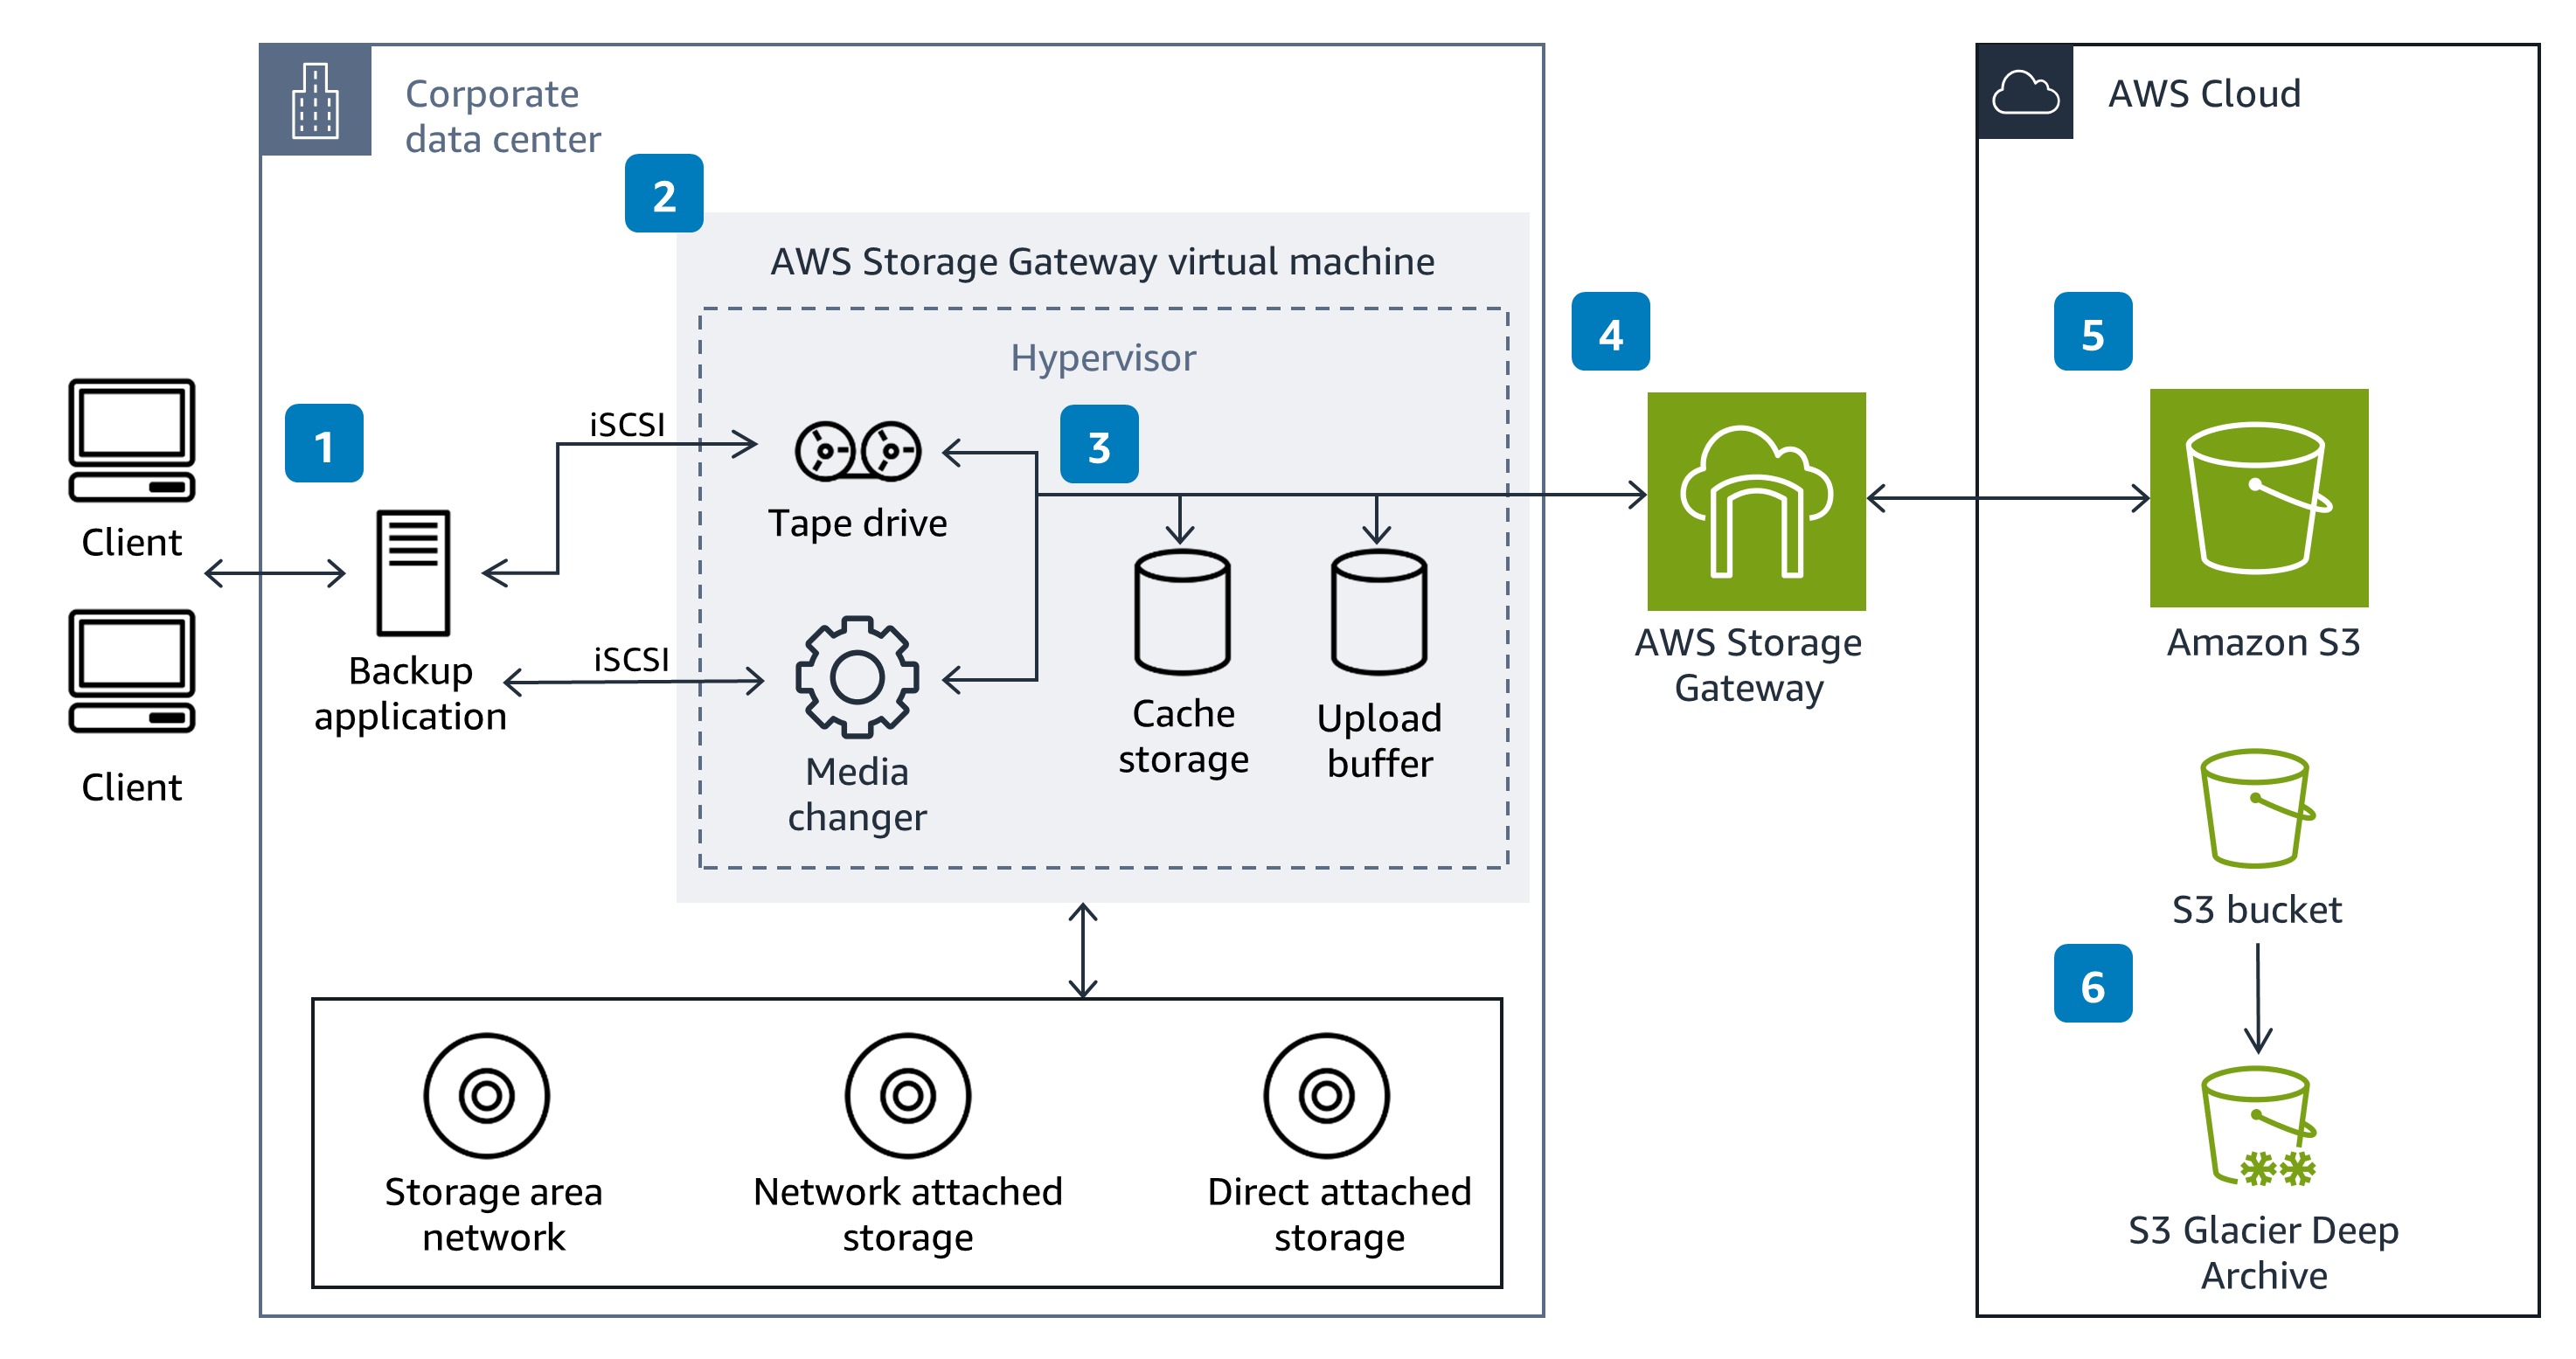 Corporate
data center
AWS Cloud
2
AWS Storage Gateway virtual machine
4
5
Hypervisor
1
iSCSI
3
Tape drive
Client
Backup
application
iSCSI
Media
changer
Cache
storage
Upload
buffer
AWS Storage
Gateway
Amazon S3
Client
S3 bucket
6
Storage area
network
Network attached
storage
Direct attached
storage
S3 Glacier Deep
Archive